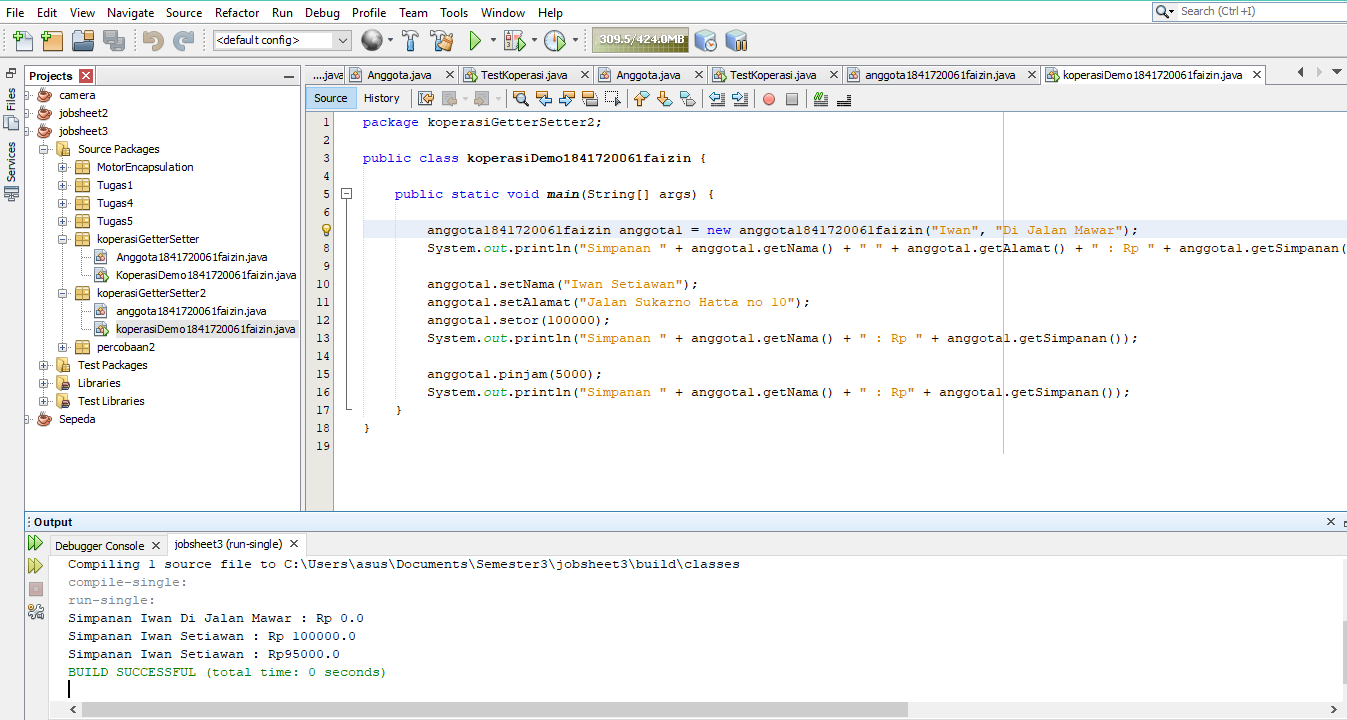 File Edit View Navigate Source Refactor Run Debug Profile Team Tools Window Help
Search (Ctrl+I)
<default config>
309.5/424.0MB
Projects
....java Anggota.java TestKoperasi.java Anggota.java TestKoperasi.java anggota1841720061faizin.java koperasiDemo1841720061faizin.java
Files
Services
camera
jobsheet2
jobsheet3
Source Packages
MotorEncapsulation
Tugas1
Tugas4
Tugas5
koperasiGetterSetter
Anggota1841720061faizin.java
KoperasiDemo1841720061faizin.java
koperasiGetterSetter2
anggota1841720061faizin.java
koperasiDemo1841720061faizin.java
percobaan2
Test Packages
Libraries
Test Libraries
Sepeda
Source History
1 package koperasiGetterSetter2;
2
3 public class koperasiDemo1841720061faizin {
4
5 public static void main(String[] args) {
6
anggota1841720061faizin anggota1 = new anggota1841720061faizin("Iwan", "Di Jalan Mawar");
8 System.out.println("Simpanan " + anggota1.getNama() + " " + anggota1.getAlamat() + " : Rp " + anggota1.getSimpanan(
9
10 anggota1.setNama("Iwan Setiawan");
11 anggota1.setAlamat("Jalan Sukarno Hatta no 10");
12 anggota1.setor(100000);
13 System.out.println("Simpanan " + anggota1.getNama() + " : Rp " + anggota1.getSimpanan());
14
15 anggota1.pinjam(5000);
16 System.out.println("Simpanan " + anggota1.getNama() + " : Rp" + anggota1.getSimpanan());
17 }
18 }
19
Output
Debugger Console jobsheet3 (run-single)
Compiling 1 source file to C:\Users\asus\Documents\Semester3\jobsheet3\build\classes
compile-single:
run-single:
Simpanan Iwan Di Jalan Mawar : Rp 0.0
Simpanan Iwan Setiawan : Rp 100000.0
Simpanan Iwan Setiawan : Rp95000.0
BUILD SUCCESSFUL (total time: 0 seconds)